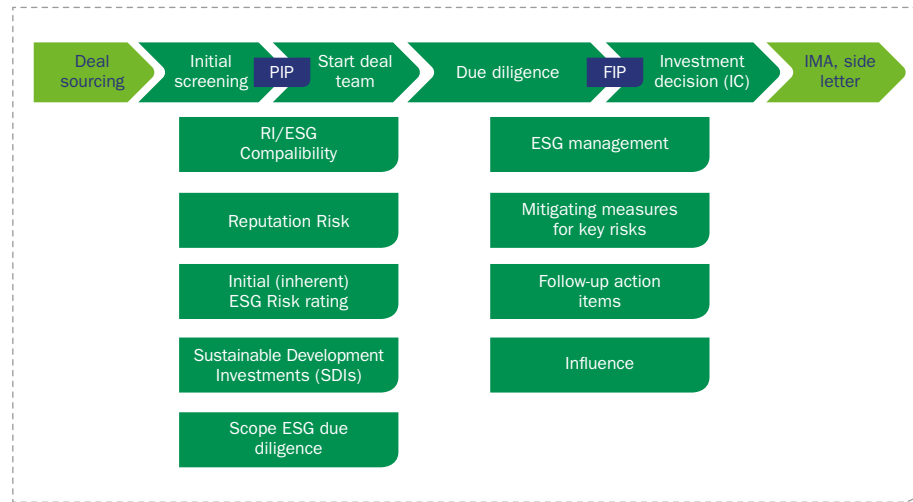 Deal
sourcing
Initial
screening
PIP
Start deal
team
Due diligence
FIP
Investment
decision (IC)
IMA, side
letter
RI/ESG
Compalibility
Reputation Risk
Initial (inherent)
ESG Risk rating
Sustainable Development
Investments (SDIs)
Scope ESG due
diligence
ESG management
Mitigating measures
for key risks
Follow-up action
items
Influence